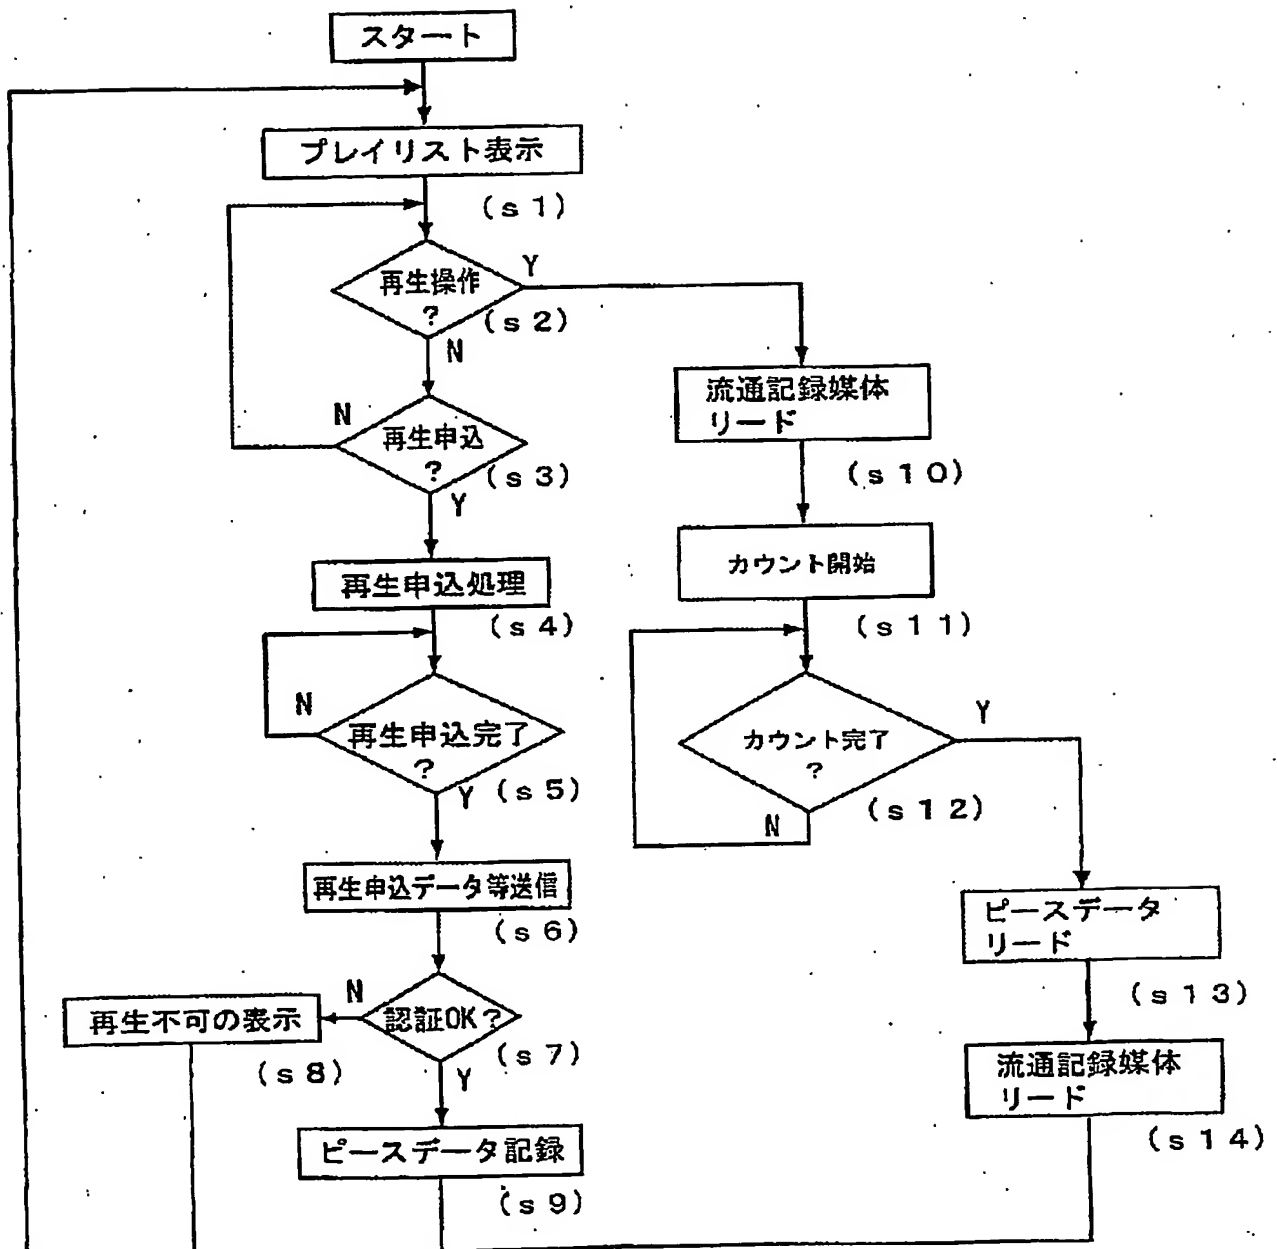 スタート
プレイリスト表示
(s1)
再生操作
?
(s2)
Y
N
再生申込
?
(s3)
N
Y
再生申込処理
(s4)
再生申込完了
?
(s5)
N
Y
再生申込データ等送信
(s6)
認証OK?
(s7)
N
Y
再生不可の表示
(s8)
ピースデータ記録
(s9)
流通記録媒体
リード
(s10)
カウント開始
(s11)
カウント完了
?
(s12)
Y
N
ピースデータ
リード
(s13)
流通記録媒体
リード
(s14)